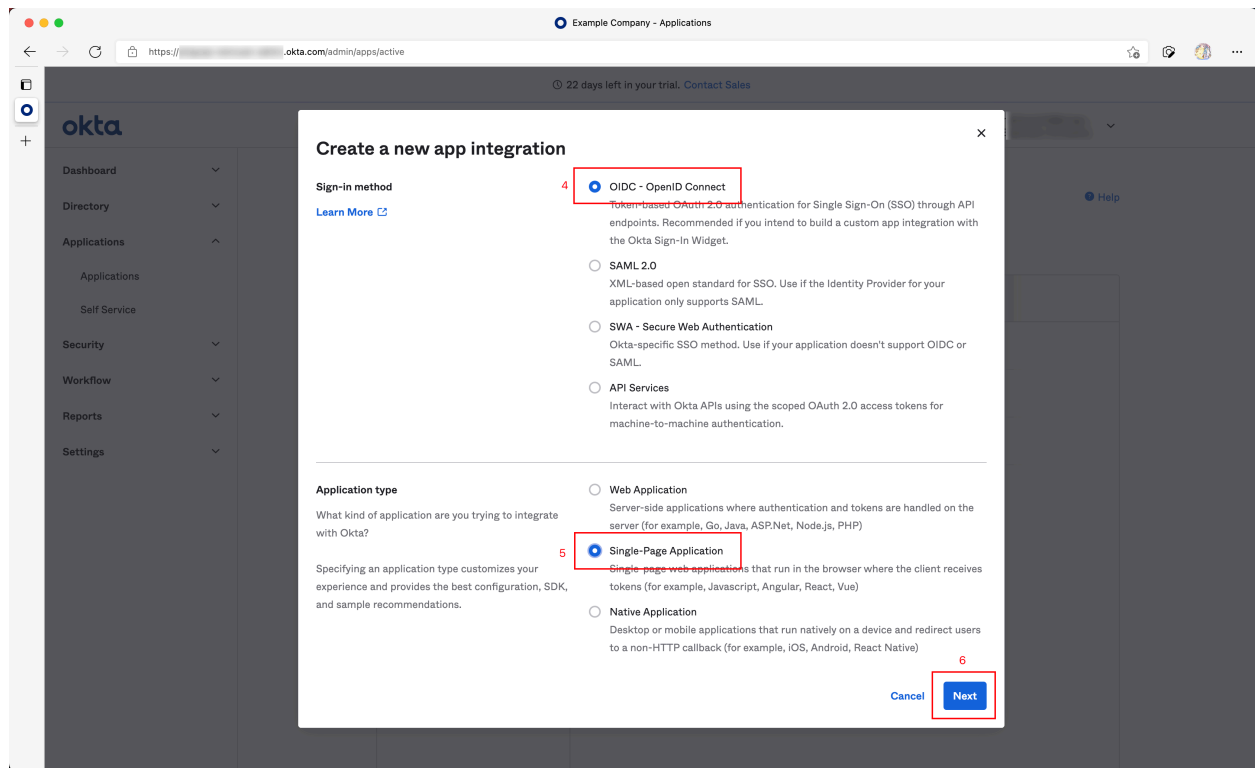 Example Company - Applications
https://
.okta.com/admin/apps/active
22 days left in your trial. Contact Sales
okta
Dashboard
Directory
Applications
Applications
Self Service
Security
Workflow
Reports
Settings
Help
Create a new app integration
Sign-in method
Learn More
4
OIDC - OpenID Connect
Token-based OAuth 2.0 authentication for Single Sign-On (SSO) through API
endpoints. Recommended if you intend to build a custom app integration with
the Okta Sign-In Widget.
SAML 2.0
XML-based open standard for SSO. Use if the Identity Provider for your
application only supports SAML.
SWA - Secure Web Authentication
Okta-specific SSO method. Use if your application doesn't support OIDC or
SAML.
API Services
Interact with Okta APIs using the scoped OAuth 2.0 access tokens for
machine-to-machine authentication.
Application type
What kind of application are you trying to integrate
with Okta?
Specifying an application type customizes your
experience and provides the best configuration, SDK,
and sample recommendations.
Web Application
Server-side applications where authentication and tokens are handled on the
server (for example, Go, Java, ASP.Net, Node.js, PHP)
5
Single-Page Application
Single-page web applications that run in the browser where the client receives
tokens (for example, Javascript, Angular, React, Vue)
Native Application
Desktop or mobile applications that run natively on a device and redirect users
to a non-HTTP callback (for example, iOS, Android, React Native)
6
Cancel
Next